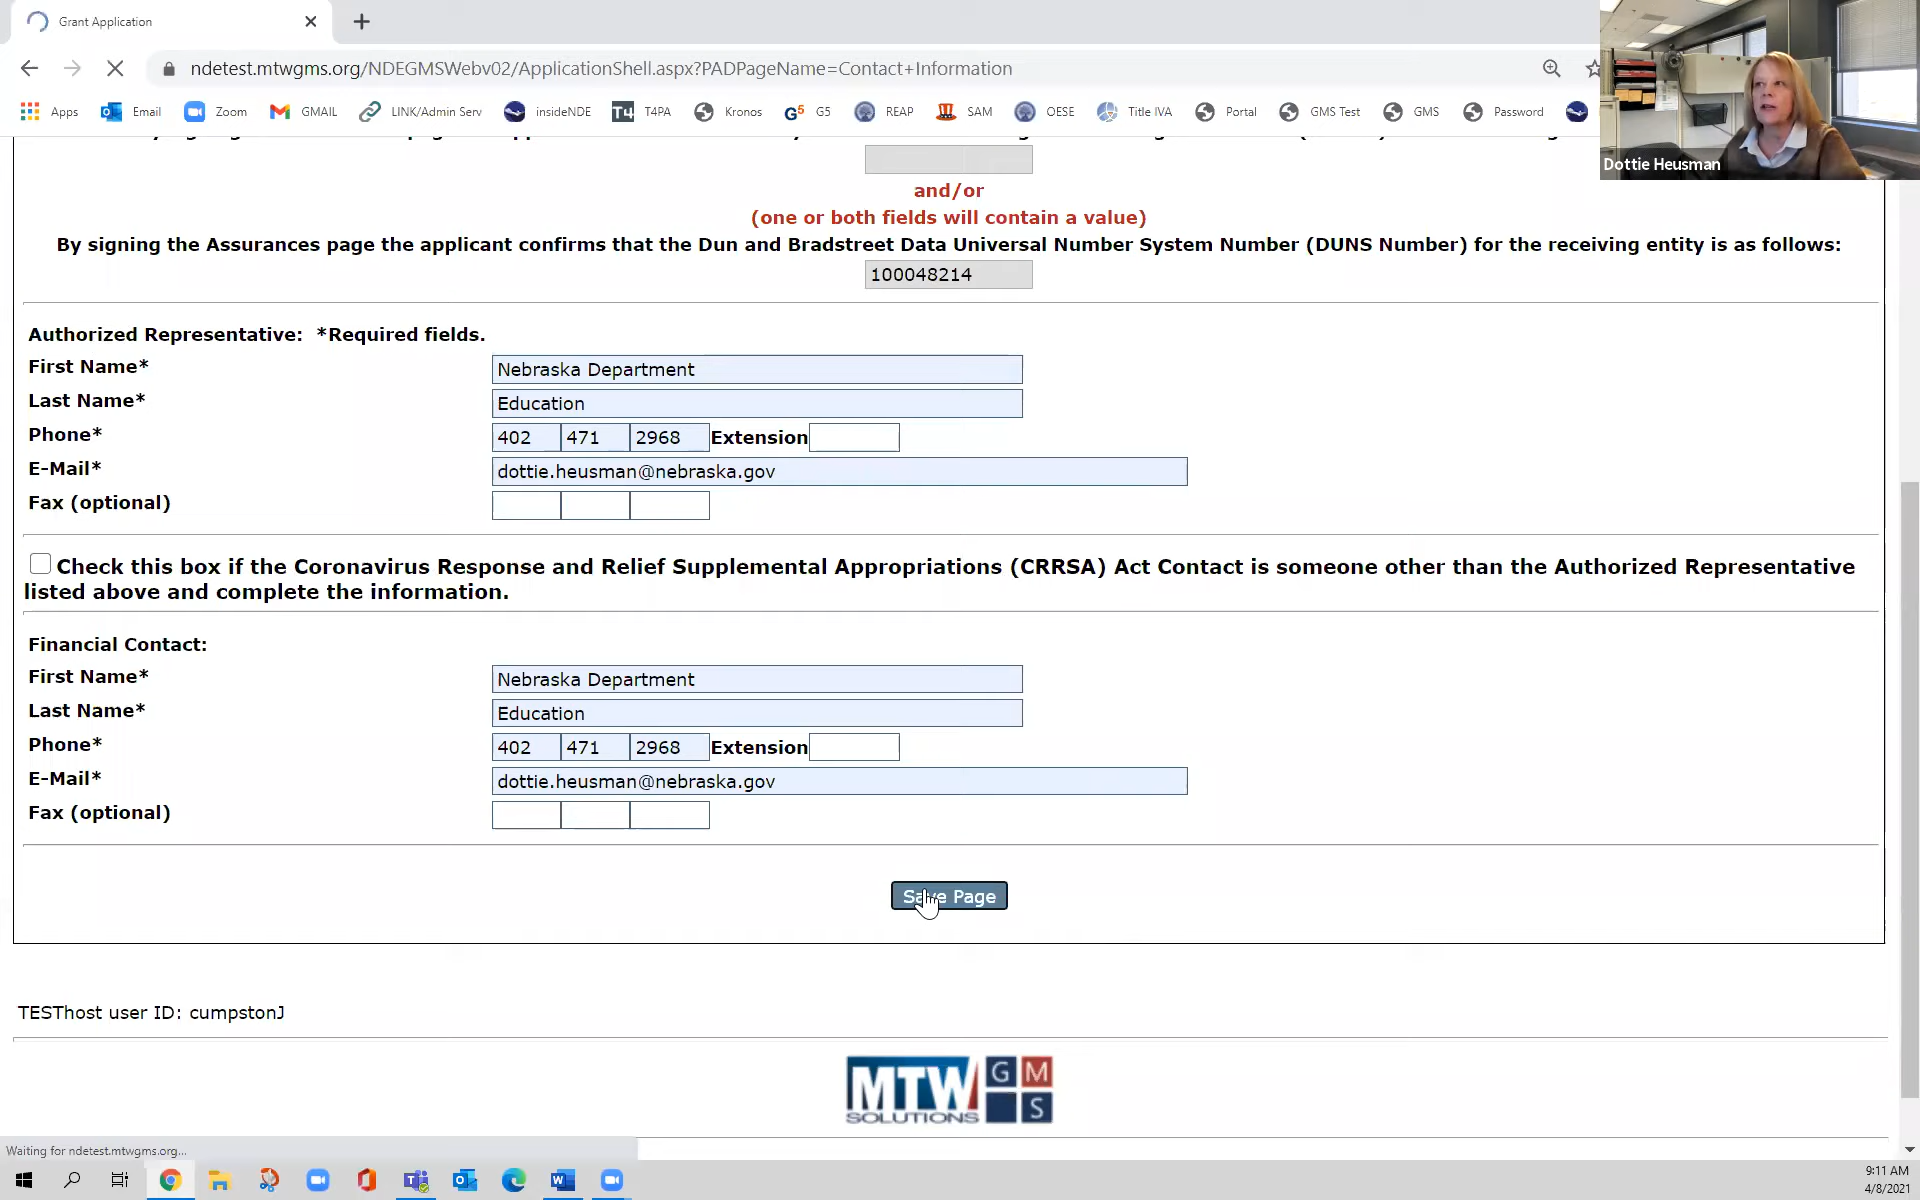 Grant Application
ndetest.mtwgms.org/NDEGMSWebv02/ApplicationShell.aspx?PADPageName=Contact+Information
Apps Email Zoom GMAIL LINK/Admin Serv insideNDE T4 T4PA Kronos G5 G5 REAP SAM OESE Title IVA Portal GMS Test GMS Password
Dottie Heusman
and/or
(one or both fields will contain a value)
By signing the Assurances page the applicant confirms that the Dun and Bradstreet Data Universal Number System Number (DUNS Number) for the receiving entity is as follows:
100048214
Authorized Representative: *Required fields.
First Name* Nebraska Department
Last Name* Education
Phone* 402 471 2968 Extension
E-Mail* dottie.heusman@nebraska.gov
Fax (optional)
Check this box if the Coronavirus Response and Relief Supplemental Appropriations (CRRSA) Act Contact is someone other than the Authorized Representative
listed above and complete the information.
Financial Contact:
First Name* Nebraska Department
Last Name* Education
Phone* 402 471 2968 Extension
E-Mail* dottie.heusman@nebraska.gov
Fax (optional)
Save Page
TESThost user ID: cumpstonJ
MTW GM
SOLUTIONS S
Waiting for ndetest.mtwgms.org...
9:11 AM
4/8/2021